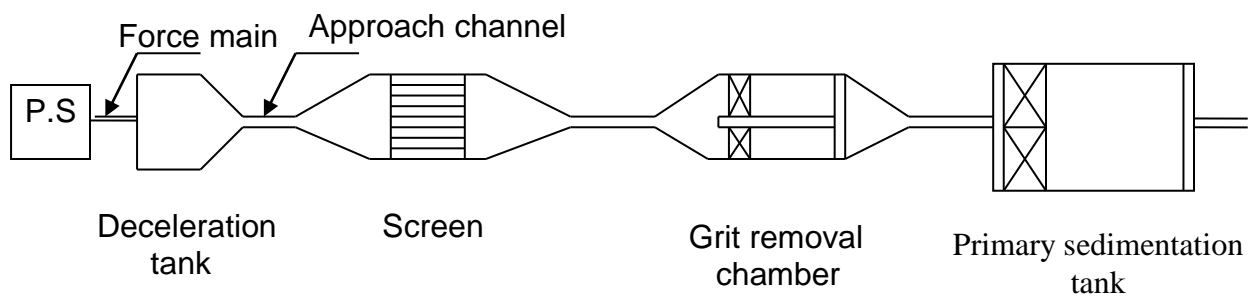 Force main
Approach channel
P.S
Deceleration
tank
Screen
Grit removal
chamber
Primary sedimentation
tank